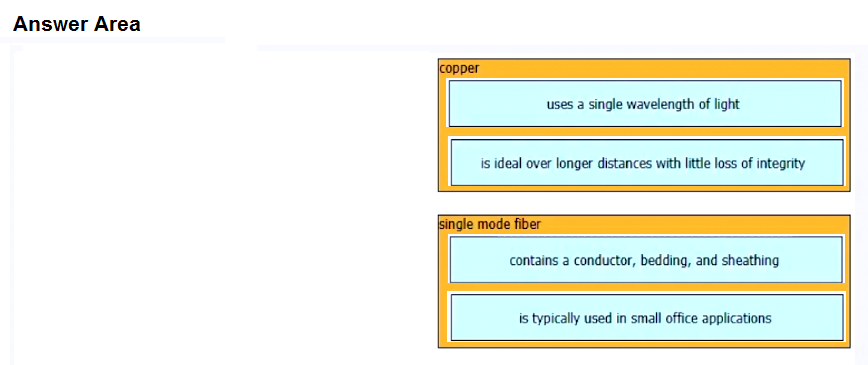 Answer Area
copper
uses a single wavelength of light
is ideal over longer distances with little loss of integrity
single mode fiber
contains a conductor, bedding, and sheathing
is typically used in small office applications